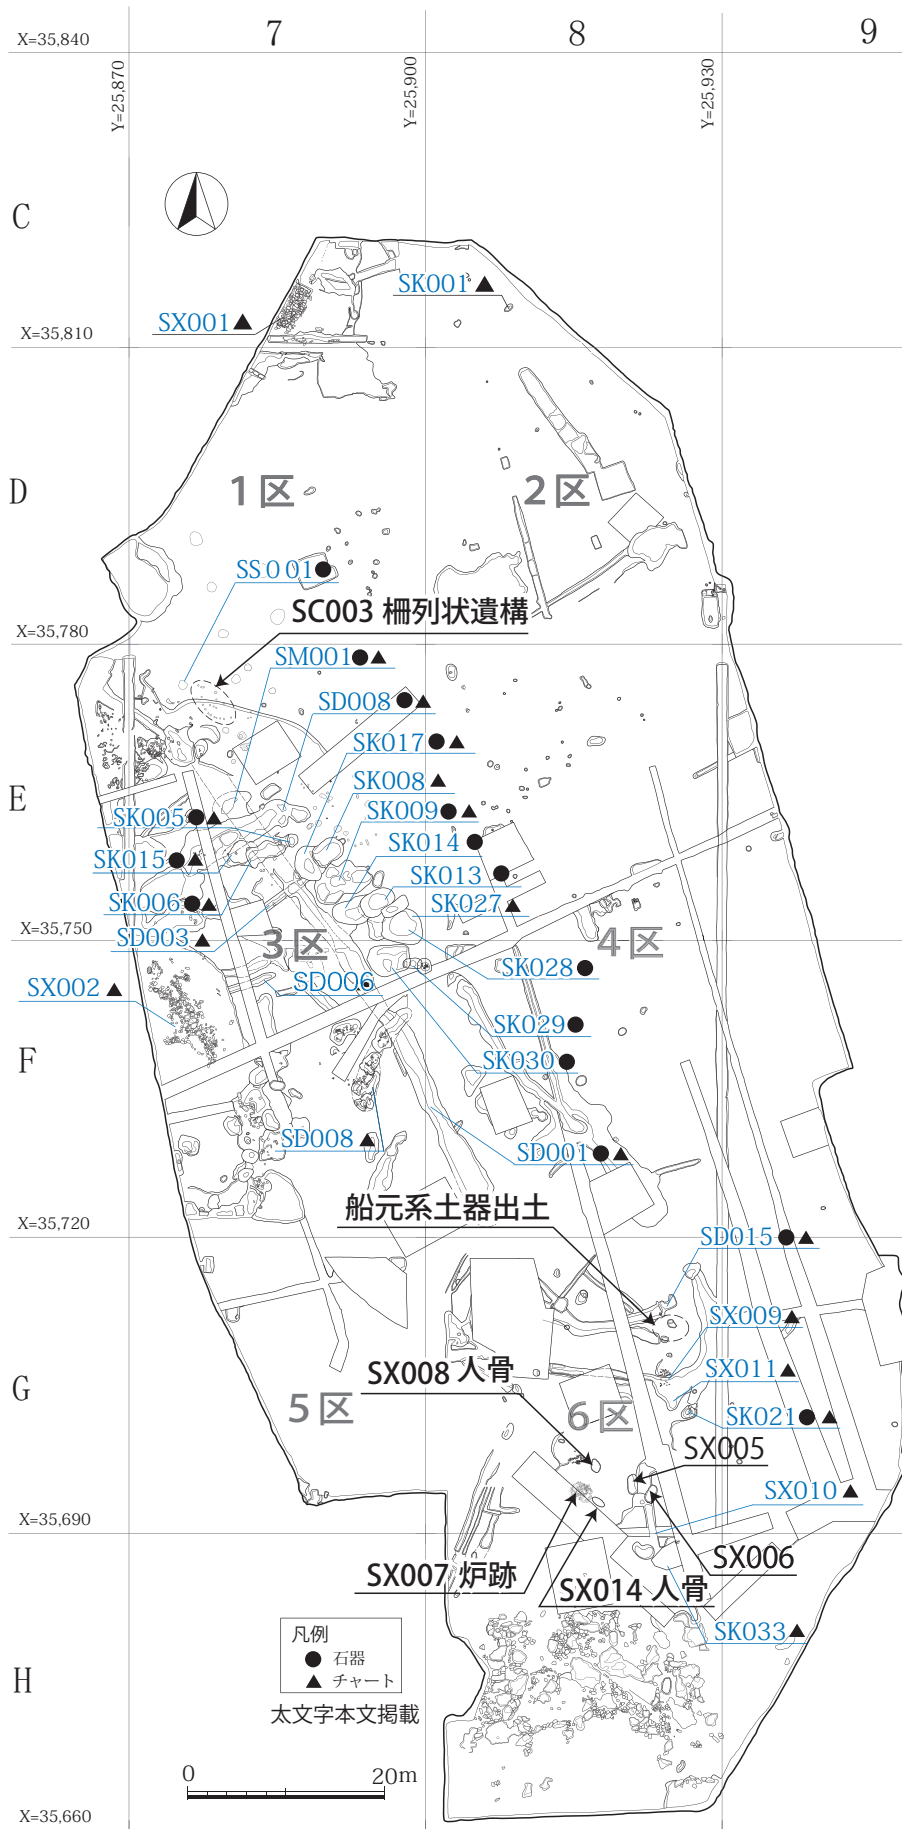 7
8
9
X=35,840
Y=25,870
Y=25,900
Y=25,930
C
SK001▲
SX001▲
X=35,810
D
1区
2区
SS001●
SC003 柵列状遺構
X=35,780
SM001●▲
SD008●▲
SK017●▲
SK008▲
E
SK009●▲
SK005●▲
SK014●
SK015●▲
SK013●
SK006●▲
SK027▲
SD003▲
X=35,750
3区
4区
SK028●
SD006●
SX002▲
SK029●
F
SK030●
SD008▲
SD001●▲
船元系土器出土
X=35,720
SD015●▲
SX009▲
SX008 人骨
SX011▲
G
5区
6区
SK021●▲
SX005
SX010▲
X=35,690
SX006
SX007 炉跡
SX014 人骨
SK033▲
凡例
● 石器
▲ チャート
H
太文字本文掲載
0
20m
X=35,660